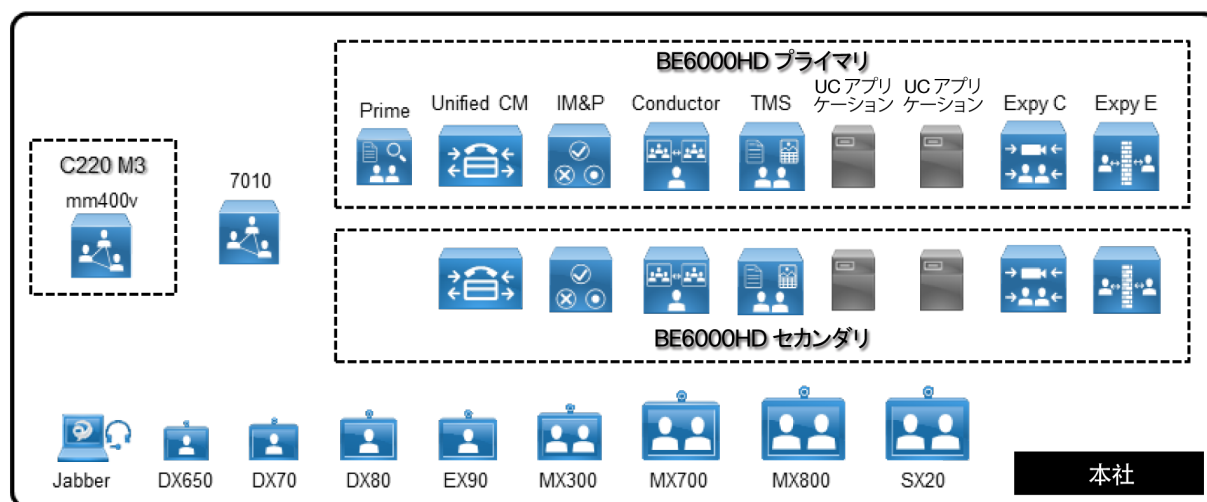 BE6000HD プライマリ
Prime
Unified CM
IM&P
Conductor
TMS
UC アプリ
ケーション
UC アプリ
ケーション
Expy C
Expy E
C220 M3
mm400v
7010
BE6000HD セカンダリ
Jabber
DX650
DX70
DX80
EX90
MX300
MX700
MX800
SX20
本社